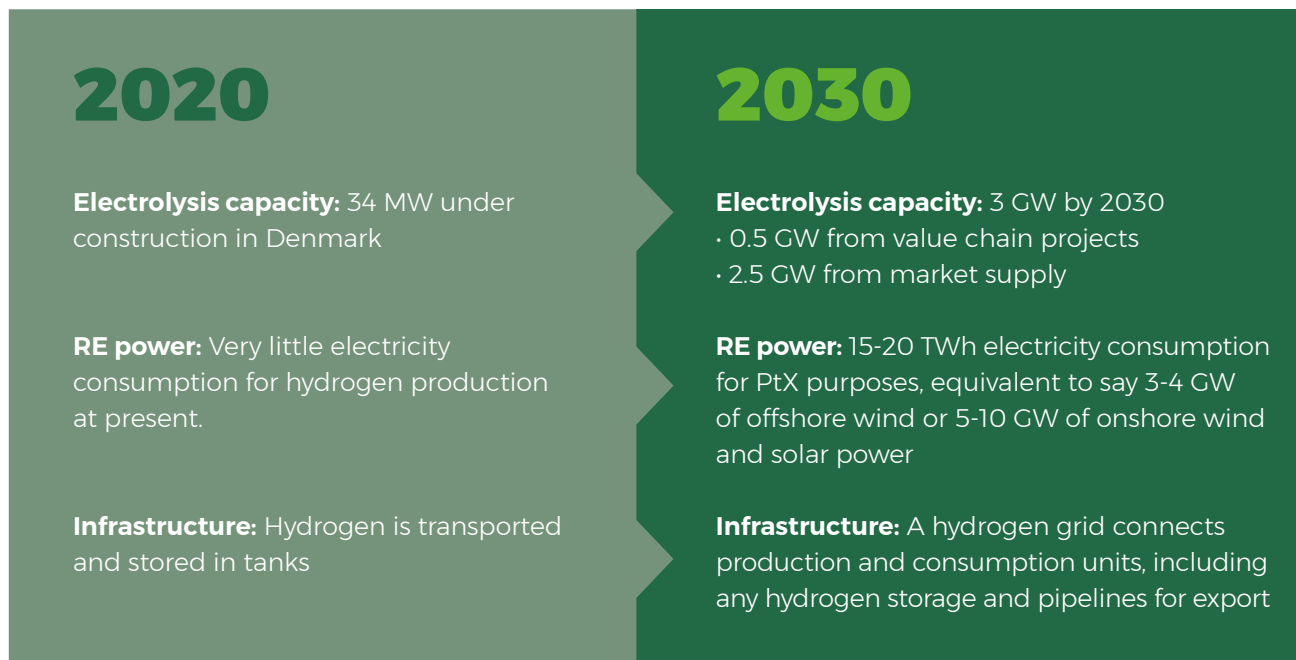 2020
Electrolysis capacity: 34 MW under
construction in Denmark
RE power: Very little electricity
consumption for hydrogen production
at present.
Infrastructure: Hydrogen is transported
and stored in tanks
2030
Electrolysis capacity: 3 GW by 2030
• 0.5 GW from value chain projects
• 2.5 GW from market supply
RE power: 15-20 TWh electricity consumption
for PtX purposes, equivalent to say 3-4 GW
of offshore wind or 5-10 GW of onshore wind
and solar power
Infrastructure: A hydrogen grid connects
production and consumption units, including
any hydrogen storage and pipelines for export